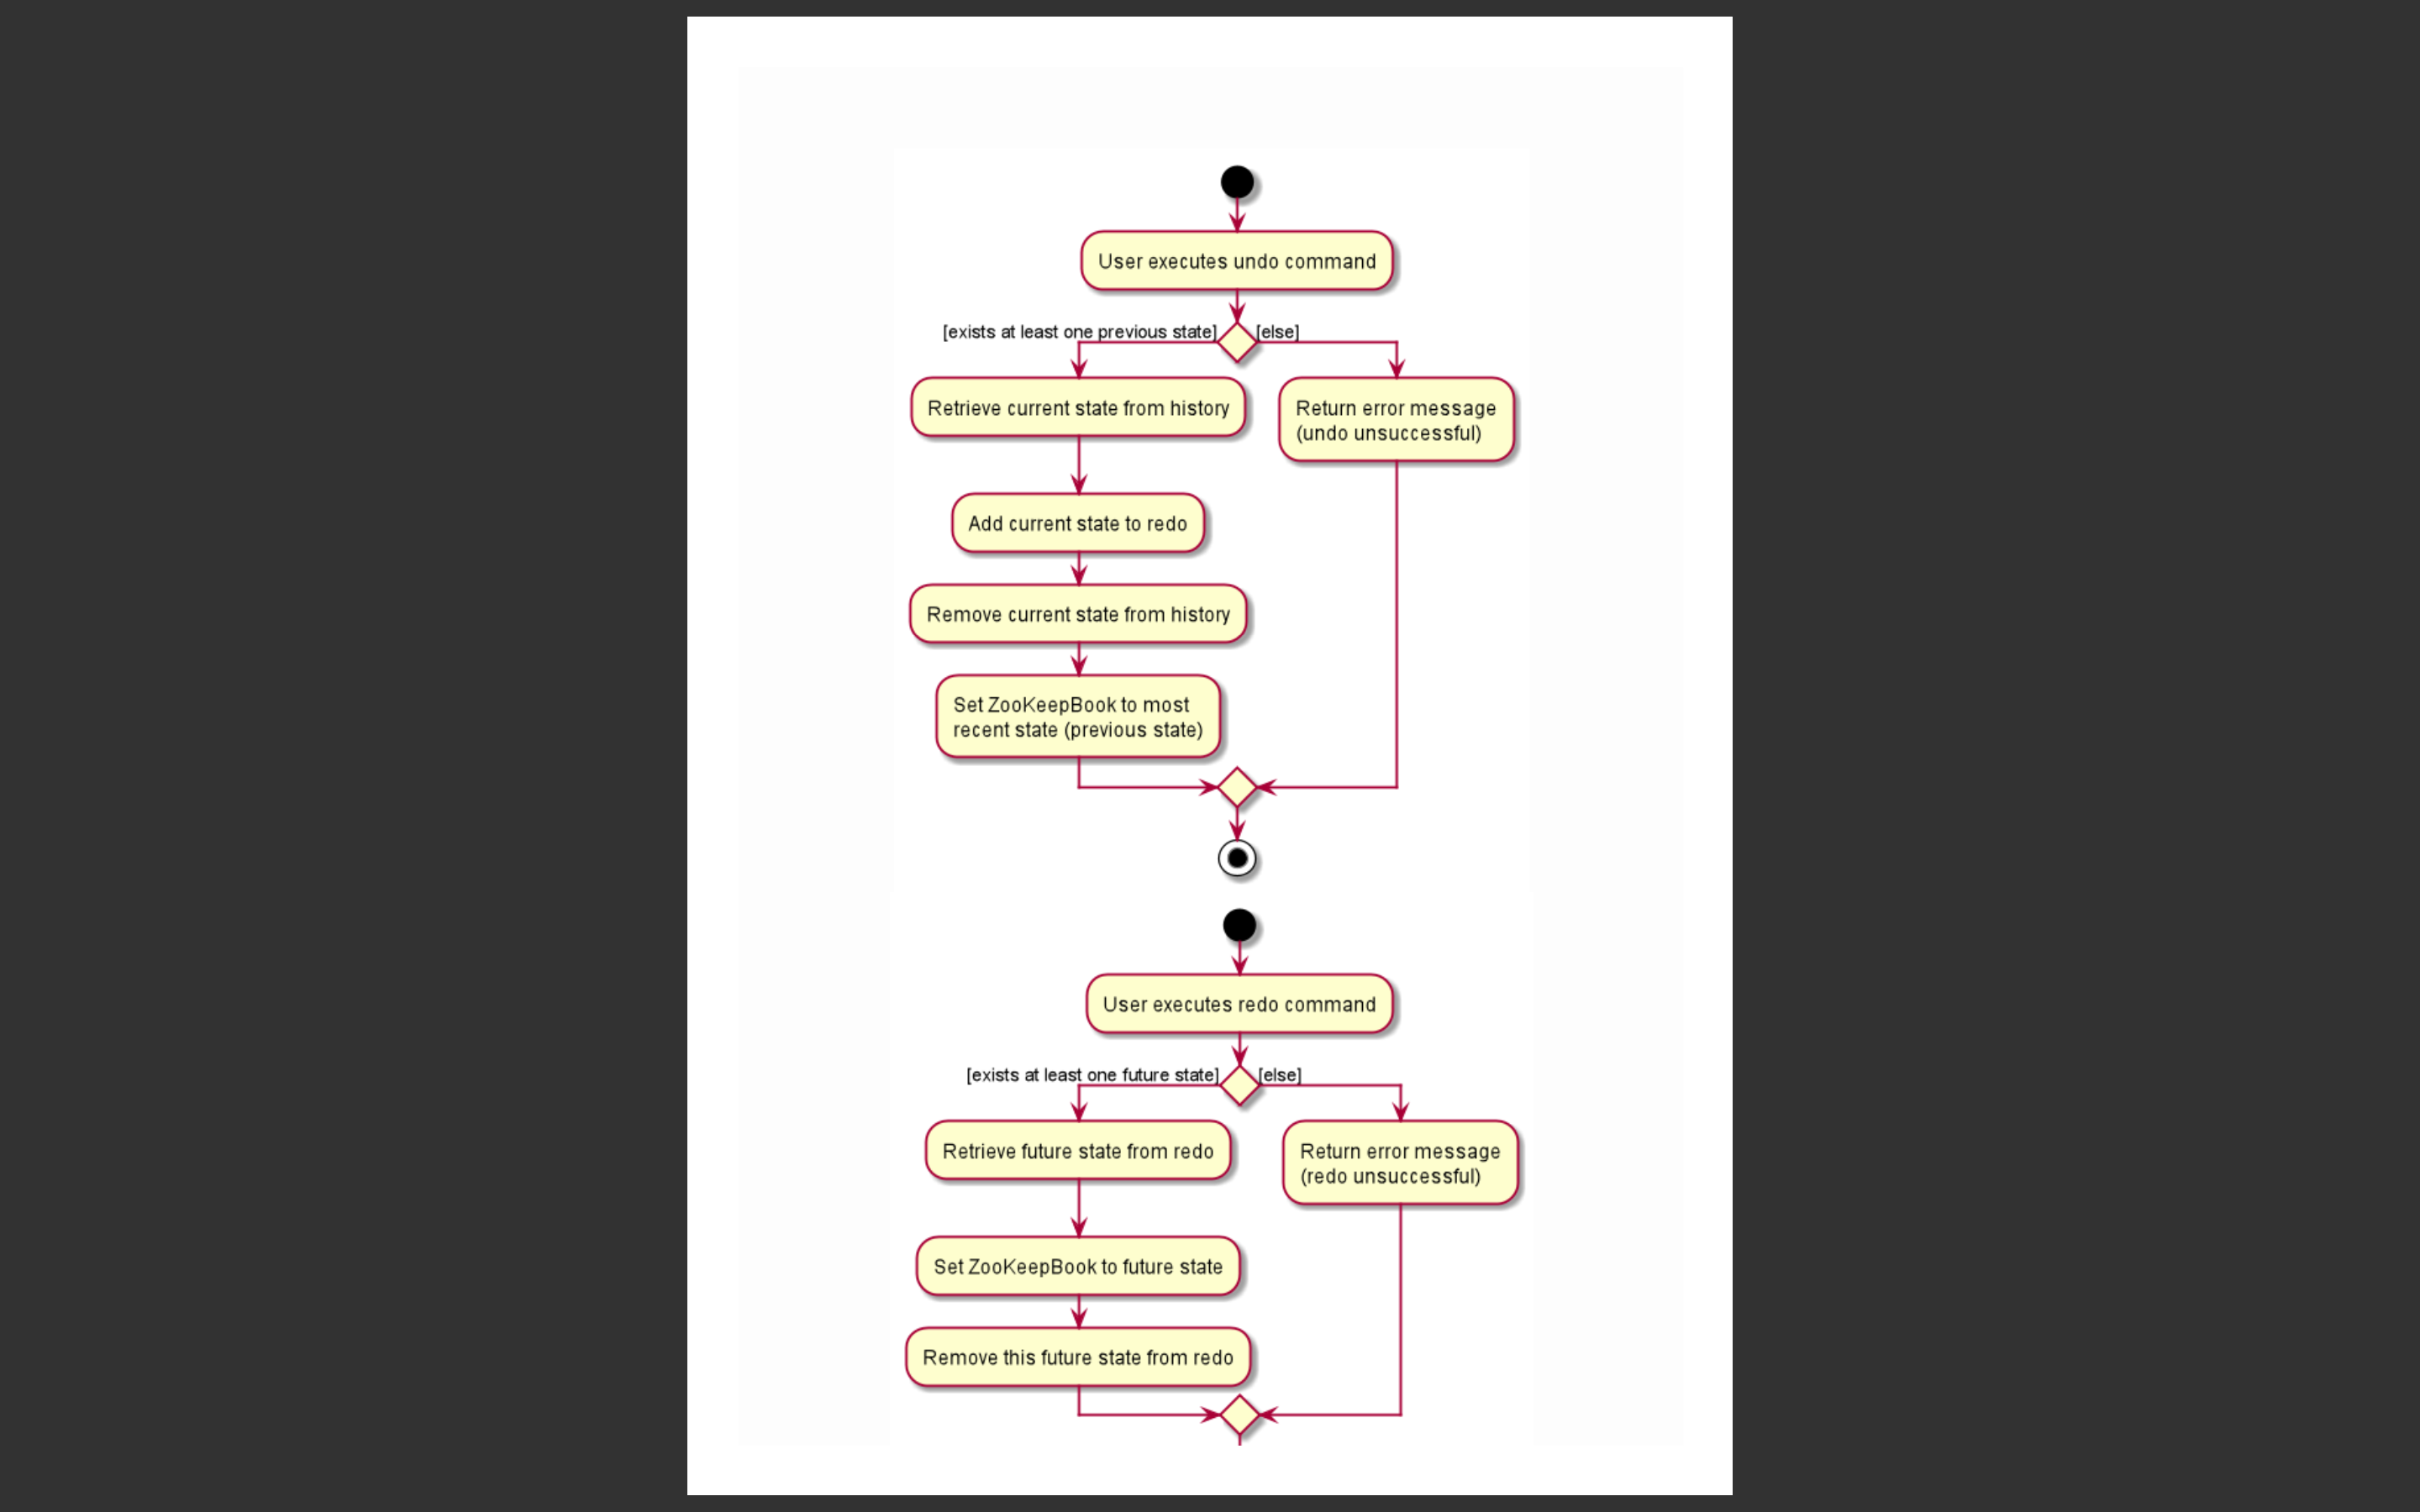 User executes undo command
[exists at least one previous state]
[else]
Retrieve current state from history
Return error message
(undo unsuccessful)
Add current state to redo
Remove current state from history
Set ZooKeepBook to most
recent state (previous state)
User executes redo command
[exists at least one future state]
[else]
Retrieve future state from redo
Return error message
(redo unsuccessful)
Set ZooKeepBook to future state
Remove this future state from redo